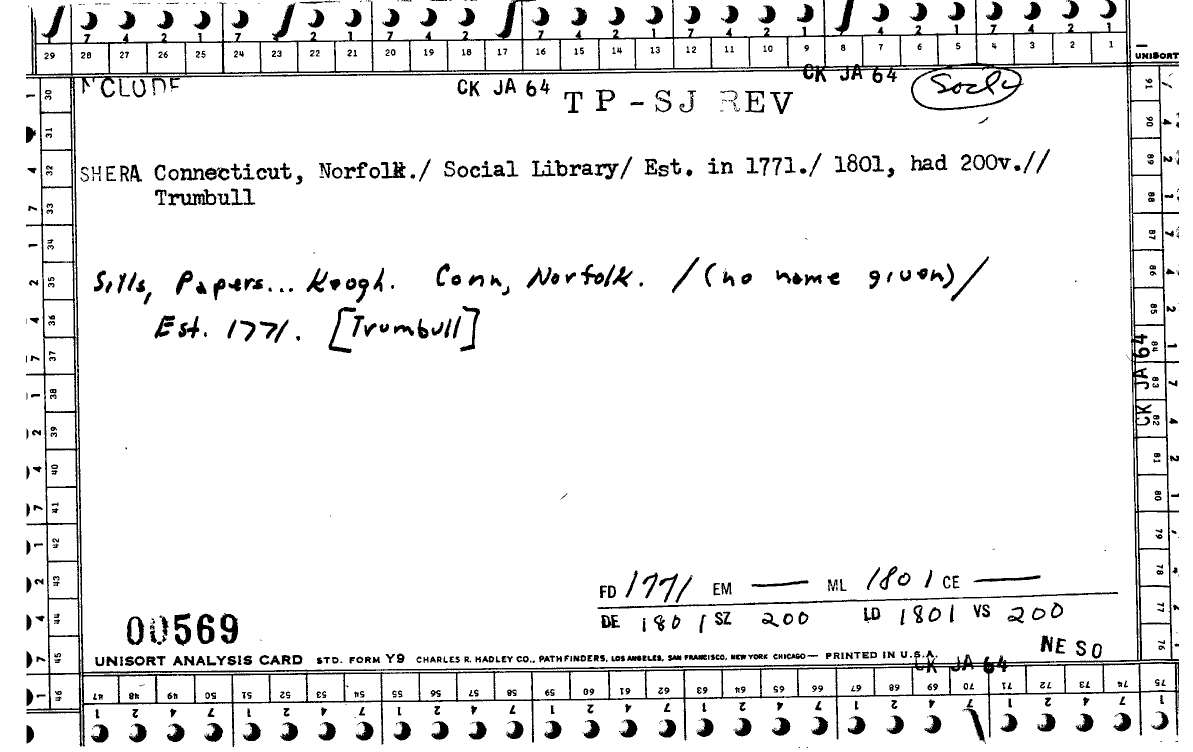 7 4 2 1 7 2 1 7 4 2 7 4 2 1 7 4 2 1 7 4 2 1 7 4 2 1
29 28 27 26 25 24 23 22 21 20 19 18 17 16 15 14 13 12 11 10 9 8 7 6 5 4 3 2 1
UNISORT
NCLUDE CK JA 64 CK JA 64
TP-SJ REV
SHERA Connecticut, Norfolk./ Social Library/ Est. in 1771./ 1801, had 200v.//
Trumbull
Sills, Papers... Keogh. Conn, Norfolk. /(no name given)/
Est. 1771. [Trumbull]
CK JA 64
FD 1771 EM — ML 1801 CE —
DE 1801 SZ 200 LD 1801 VS 200
00569
NE SO
UNISORT ANALYSIS CARD STD. FORM Y9 CHARLES R. HADLEY CO., PATHFINDERS, LOS ANGELES, SAN FRANCISCO, NEW YORK CHICAGO — PRINTED IN U.S.A.
CK JA 64
30 31 32 33 34 35 36 37 38 39 40 41 42 43 44 45 46
47 48 49 50 51 52 53 54 55 56 57 58 59 60 61 62 63 64 65 66 67 68 69 70 71 72 73 74 75
91 90 89 88 87 86 85 84 83 82 81 80 79 78 77 76